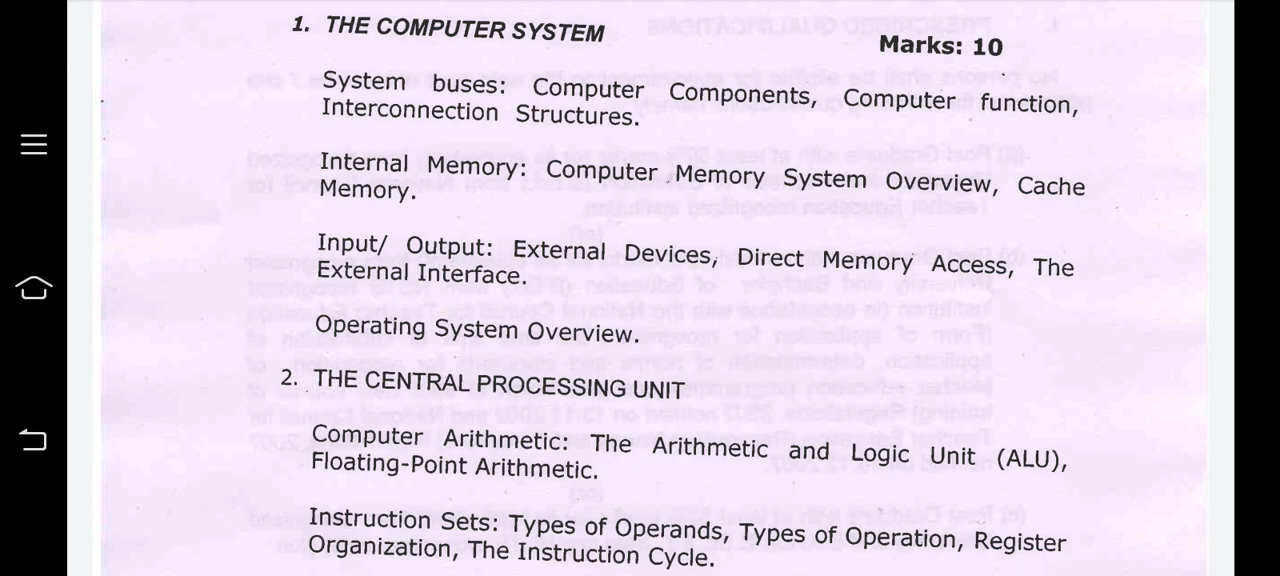 1. THE COMPUTER SYSTEM
Marks: 10
System buses: Computer Components, Computer function,
Interconnection Structures.
Internal Memory: Computer Memory System Overview, Cache
Memory.
Input/ Output: External Devices, Direct Memory Access, The
External Interface.
Operating System Overview.
2. THE CENTRAL PROCESSING UNIT
Computer Arithmetic: The Arithmetic and Logic Unit (ALU),
Floating-Point Arithmetic.
Instruction Sets: Types of Operands, Types of Operation, Register
Organization, The Instruction Cycle.